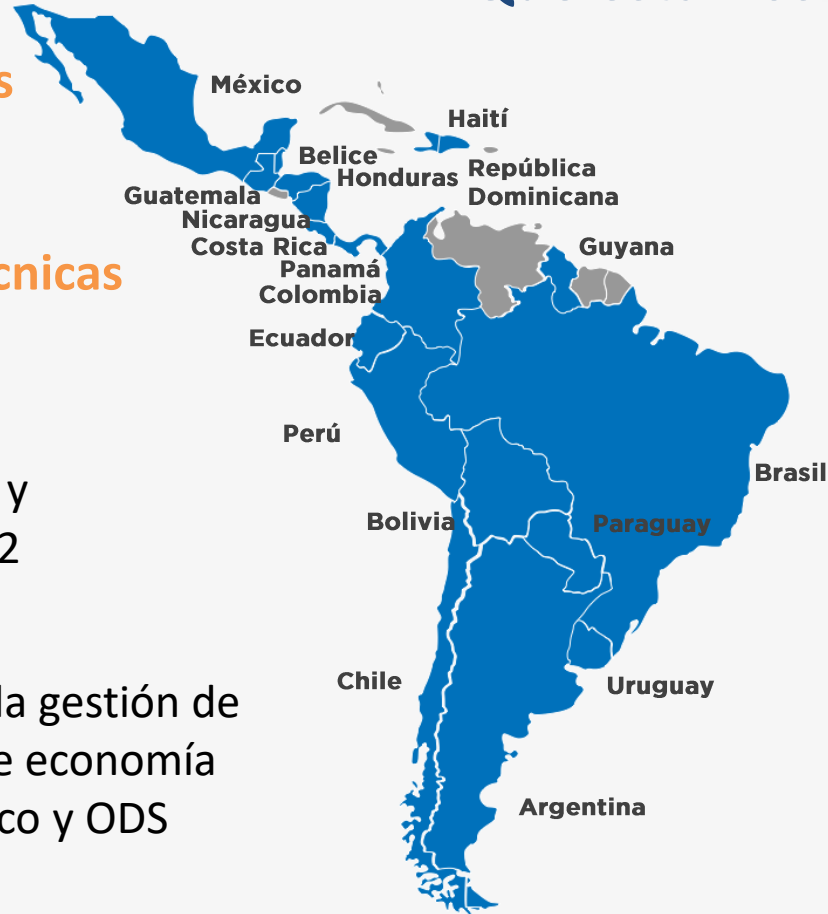 s
México
Haití
Belice
Honduras
República
Dominicana
Guatemala
Nicaragua
Costa Rica
Guyana
cnicas
Panamá
Colombia
Ecuador
Perú
Brasil
y
Bolivia
Paraguay
2
Chile
Uruguay
la gestión de
e economía
Argentina
co y ODS